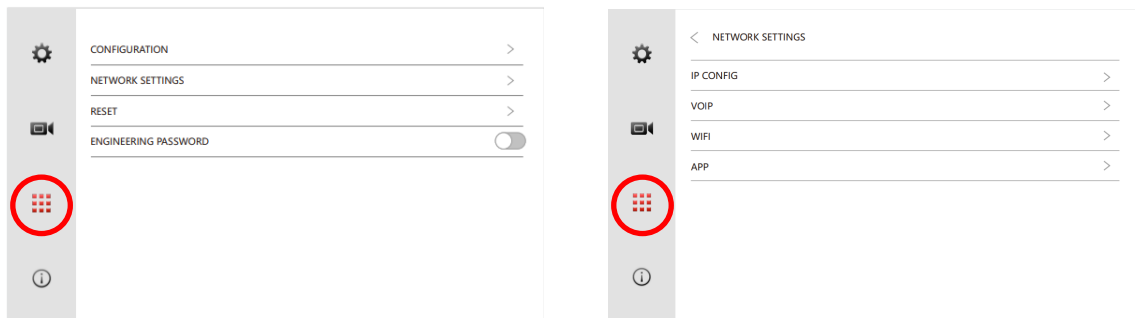 CONFIGURATION
NETWORK SETTINGS
RESET
ENGINEERING PASSWORD
NETWORK SETTINGS
IP CONFIG
VOIP
WIFI
APP